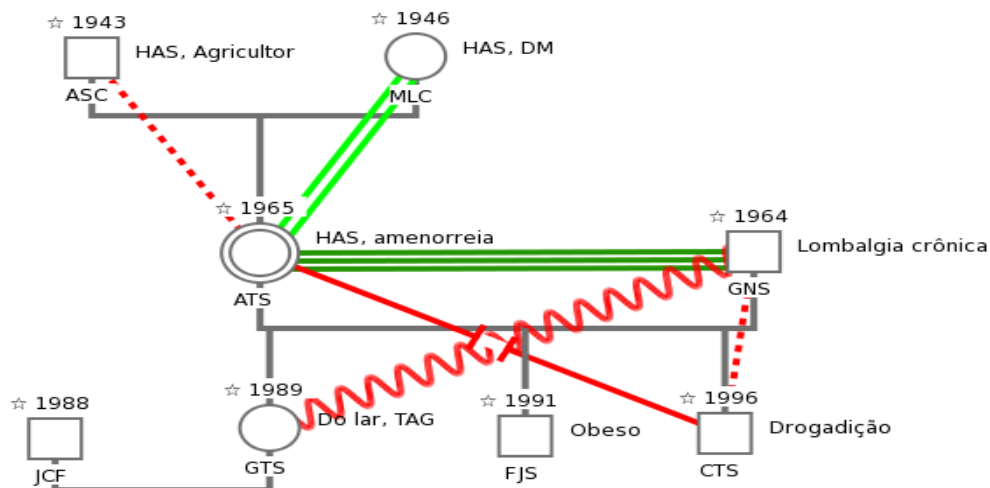 ☆ 1943
HAS, Agricultor
ASC
☆ 1946
HAS, DM
MLC
☆ 1965
HAS, amenorreia
ATS
☆ 1964
Lombalgia crônica
GNS
☆ 1988
JCF
☆ 1989
Do lar, TAG
GTS
☆ 1991
Obeso
FJS
☆ 1996
Drogadição
CTS